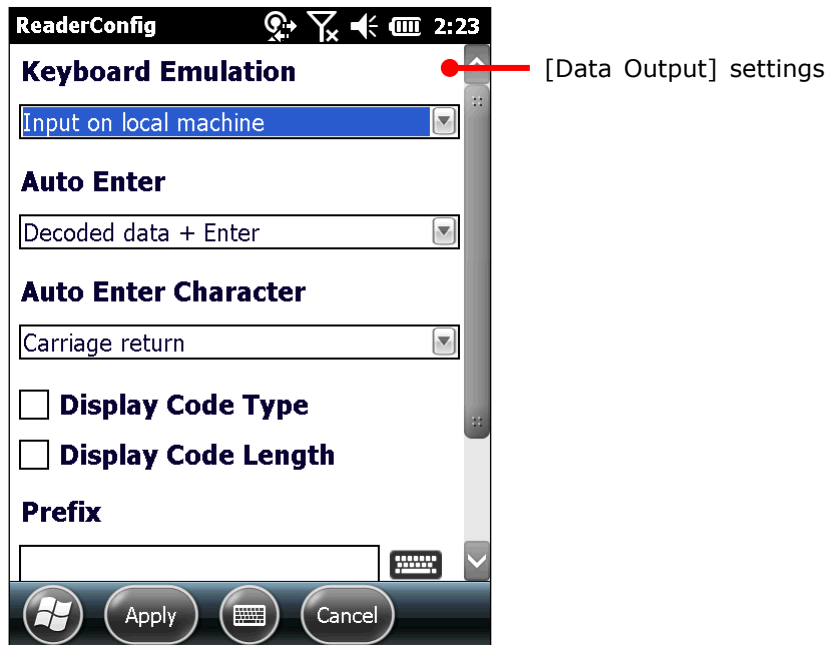 ReaderConfig 2:23
Keyboard Emulation
[Data Output] settings
Input on local machine
Auto Enter
Decoded data + Enter
Auto Enter Character
Carriage return
Display Code Type
Display Code Length
Prefix
Apply Cancel